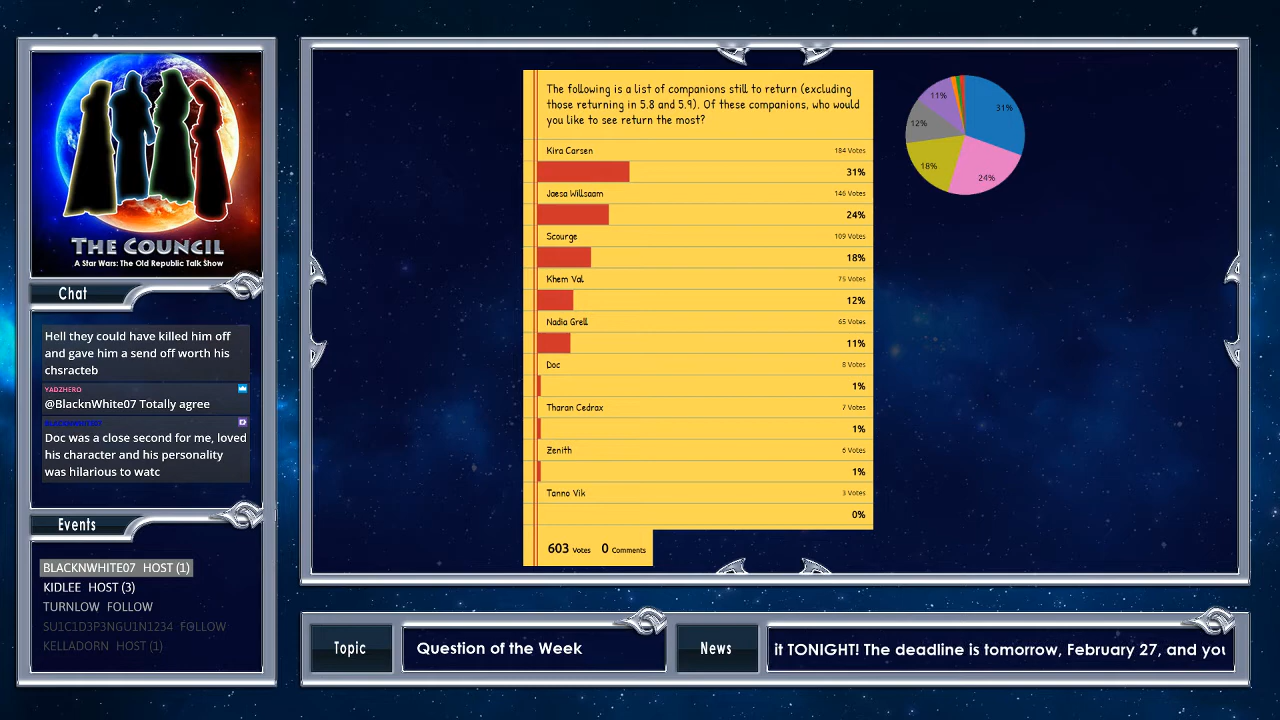 THE COUNCIL
A Star Wars: The Old Republic Talk Show
Chat
Hell they could have killed him off
and gave him a send off worth his
chsracteb
YADZHERO
@BlacknWhite07 Totally agree
BLACKNWHITE07
Doc was a close second for me, loved
his character and his personality
was hilarious to watc
Events
BLACKNWHITE07 HOST (1)
KIDLEE HOST (3)
TURNLOW FOLLOW
SU1C1D3P3NGU1N1234 FOLLOW
KELLADORN HOST (1)
The following is a list of companions still to return (excluding
those returning in 5.8 and 5.9). Of these companions, who would
you like to see return the most?
Kira Carsen 184 Votes
31%
Jaesa Willsaam 146 Votes
24%
Scourge 109 Votes
18%
Khem Val 75 Votes
12%
Nadia Grell 65 Votes
11%
Doc 8 Votes
1%
Tharan Cedrax 7 Votes
1%
Zenith 6 Votes
1%
Tanno Vik 3 Votes
0%
603 Votes 0 Comments
31%
24%
18%
12%
11%
Topic
Question of the Week
News
it TONIGHT! The deadline is tomorrow, February 27, and you